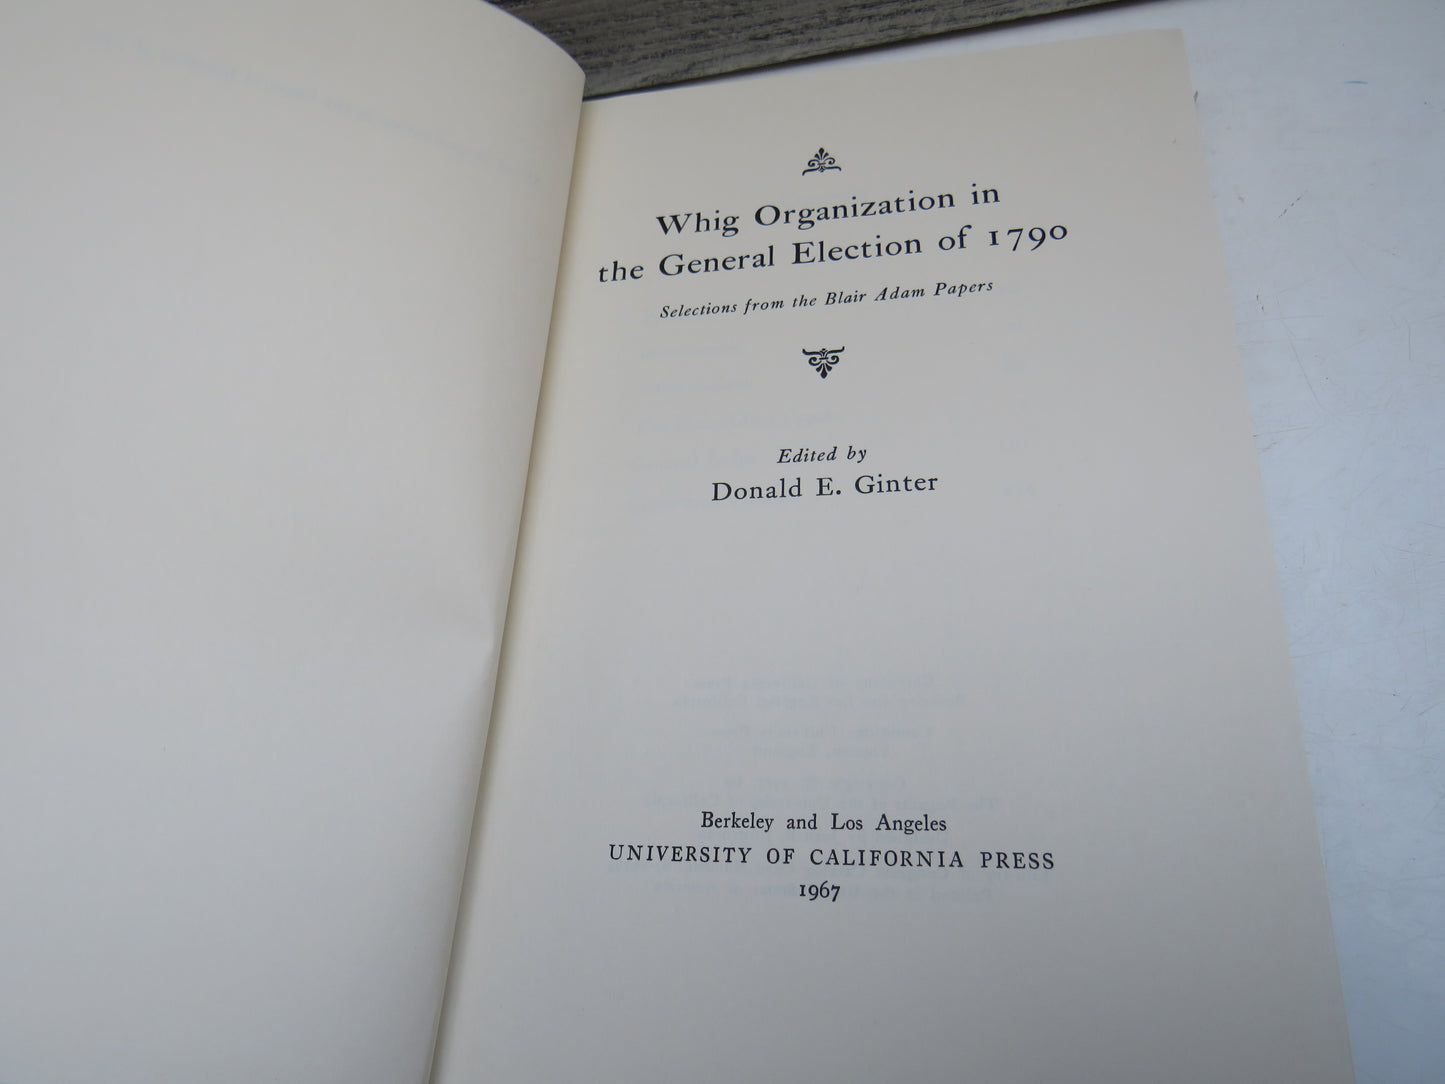 Whig Organization in
the General Election of 1790
Selections from the Blair Adam Papers
Edited by
Donald E. Ginter
Berkeley and Los Angeles
UNIVERSITY OF CALIFORNIA PRESS
1967